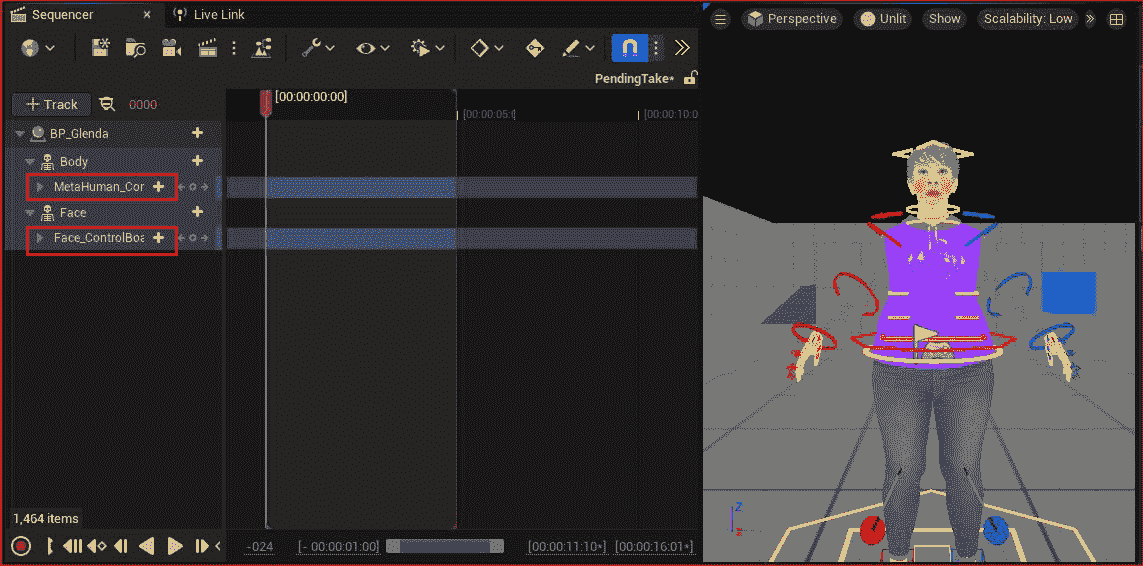 Sequencer
Live Link
Perspective
Unlit
Show
Scalability: Low
PendingTake*
Track
0000
[00:00:00:00]
[00:00:05:0
[00:00:10:0
BP_Glenda
Body
MetaHuman_Cor
Face
Face_ControlBoa
1,464 items
-024
[- 00:00:01:00]
[00:00:11:10*]
[00:00:16:01*]
Z